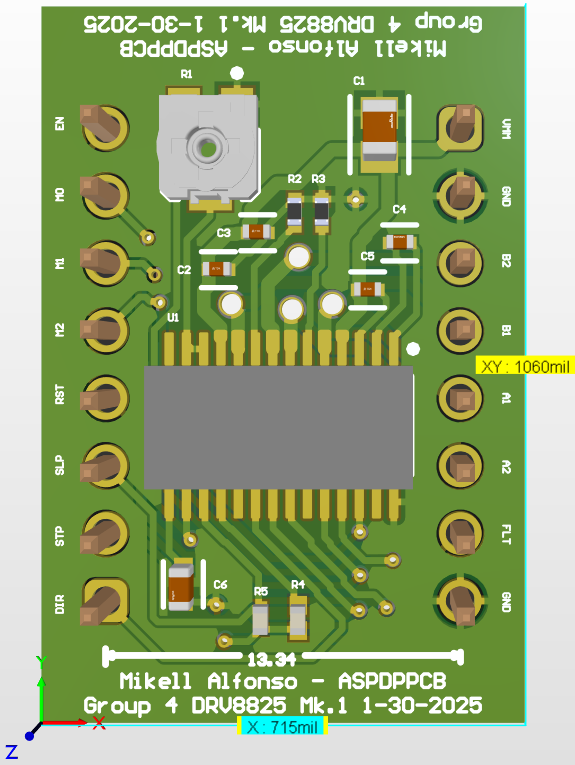 Group 4 DRV8825 Mk.1 1-30-2025
Mikell Alfonso - ASPDPPCB
R1
C1
EN
VMM
M0
GND
R2 R3
C3
C4
M1
B2
C2
C5
M2
U1
B1
XY : 1060mil
RST
A1
SLP
A2
STP
FLT
C6
R5
R4
DIR
GND
13.34
Mikell Alfonso - ASPDPPCB
Group 4 DRV8825 Mk.1 1-30-2025
X : 715mil
Y
X
Z